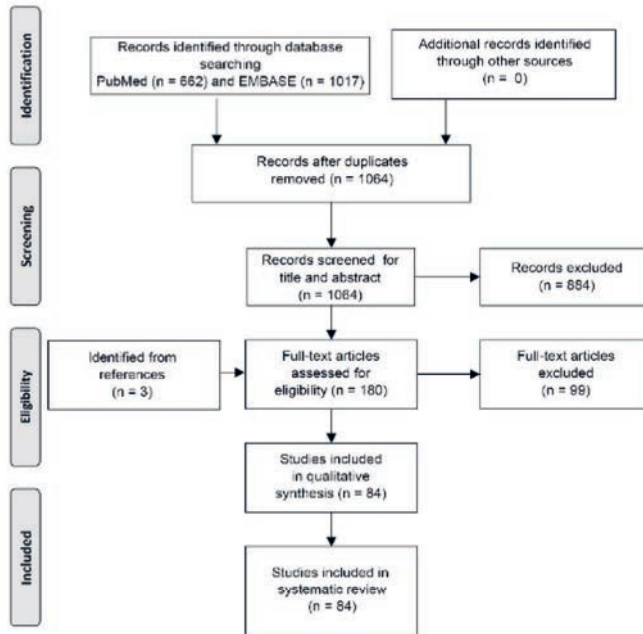 Identification
Records identified through database
searching
PubMed (n = 662) and EMBASE (n = 1017)
Additional records identified
through other sources
(n = 0)
Records after duplicates
removed (n = 1064)
Screening
Records screened for
title and abstract
(n = 1064)
Records excluded
(n = 884)
Eligibility
Identified from
references
(n = 3)
Full-text articles
assessed for
eligibility (n = 180)
Full-text articles
excluded
(n = 99)
Studies included
in qualitative
synthesis (n = 84)
Included
Studies included in
systematic review
(n = 84)